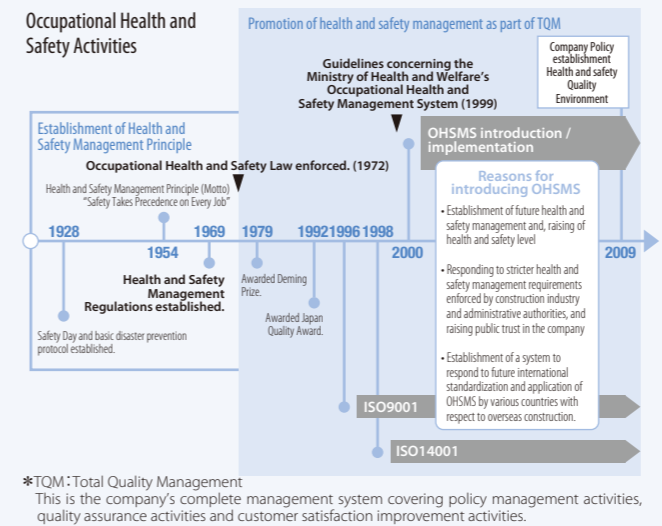 Occupational Health and
Safety Activities
Promotion of health and safety management as part of TQM
Company Policy
establishment
Health and safety
Quality
Environment
Guidelines concerning the
Ministry of Health and Welfare's
Occupational Health and
Safety Management System (1999)
Establishment of Health and
Safety Management Principle
OHSMS introduction /
implementation
Occupational Health and Safety Law enforced. (1972)
Health and Safety Management Principle (Motto)
"Safety Takes Precedence on Every Job"
1928
1954
1969
1979
1992
1996
1998
2000
2009
Health and Safety
Management
Regulations established.
Awarded Deming
Prize.
Awarded Japan
Quality Award.
Safety Day and basic disaster prevention
protocol established.
Reasons for
introducing OHSMS
• Establishment of future health and
safety management and, raising of
health and safety level
• Responding to stricter health and
safety management requirements
enforced by construction industry
and administrative authorities, and
raising public trust in the company
• Establishment of a system to
respond to future international
standardization and application of
OHSMS by various countries with
respect to overseas construction.
ISO9001
ISO14001
*TQM：Total Quality Management
This is the company's complete management system covering policy management activities,
quality assurance activities and customer satisfaction improvement activities.